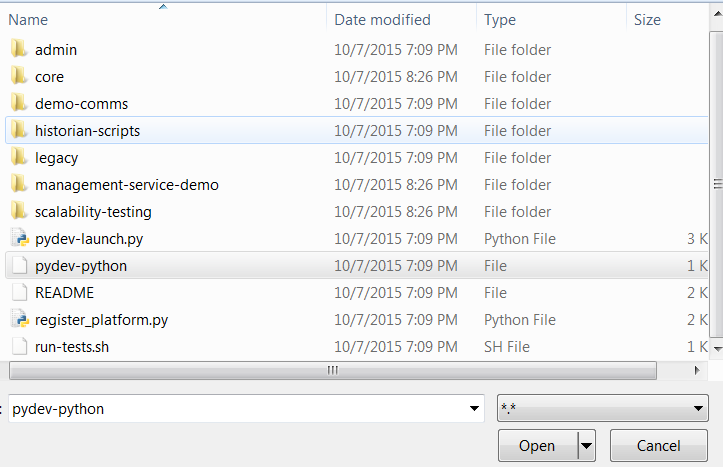 Name Date modified Type Size
admin 10/7/2015 7:09 PM File folder
core 10/7/2015 8:26 PM File folder
demo-comms 10/7/2015 7:09 PM File folder
historian-scripts 10/7/2015 7:09 PM File folder
legacy 10/7/2015 7:09 PM File folder
management-service-demo 10/7/2015 8:26 PM File folder
scalability-testing 10/7/2015 8:26 PM File folder
pydev-launch.py 10/7/2015 7:09 PM Python File 3 K
pydev-python 10/7/2015 7:09 PM File 1 K
README 10/7/2015 7:09 PM File 2 K
register_platform.py 10/7/2015 7:09 PM Python File 2 K
run-tests.sh 10/7/2015 7:09 PM SH File 1 K
: pydev-python *.*
Open Cancel